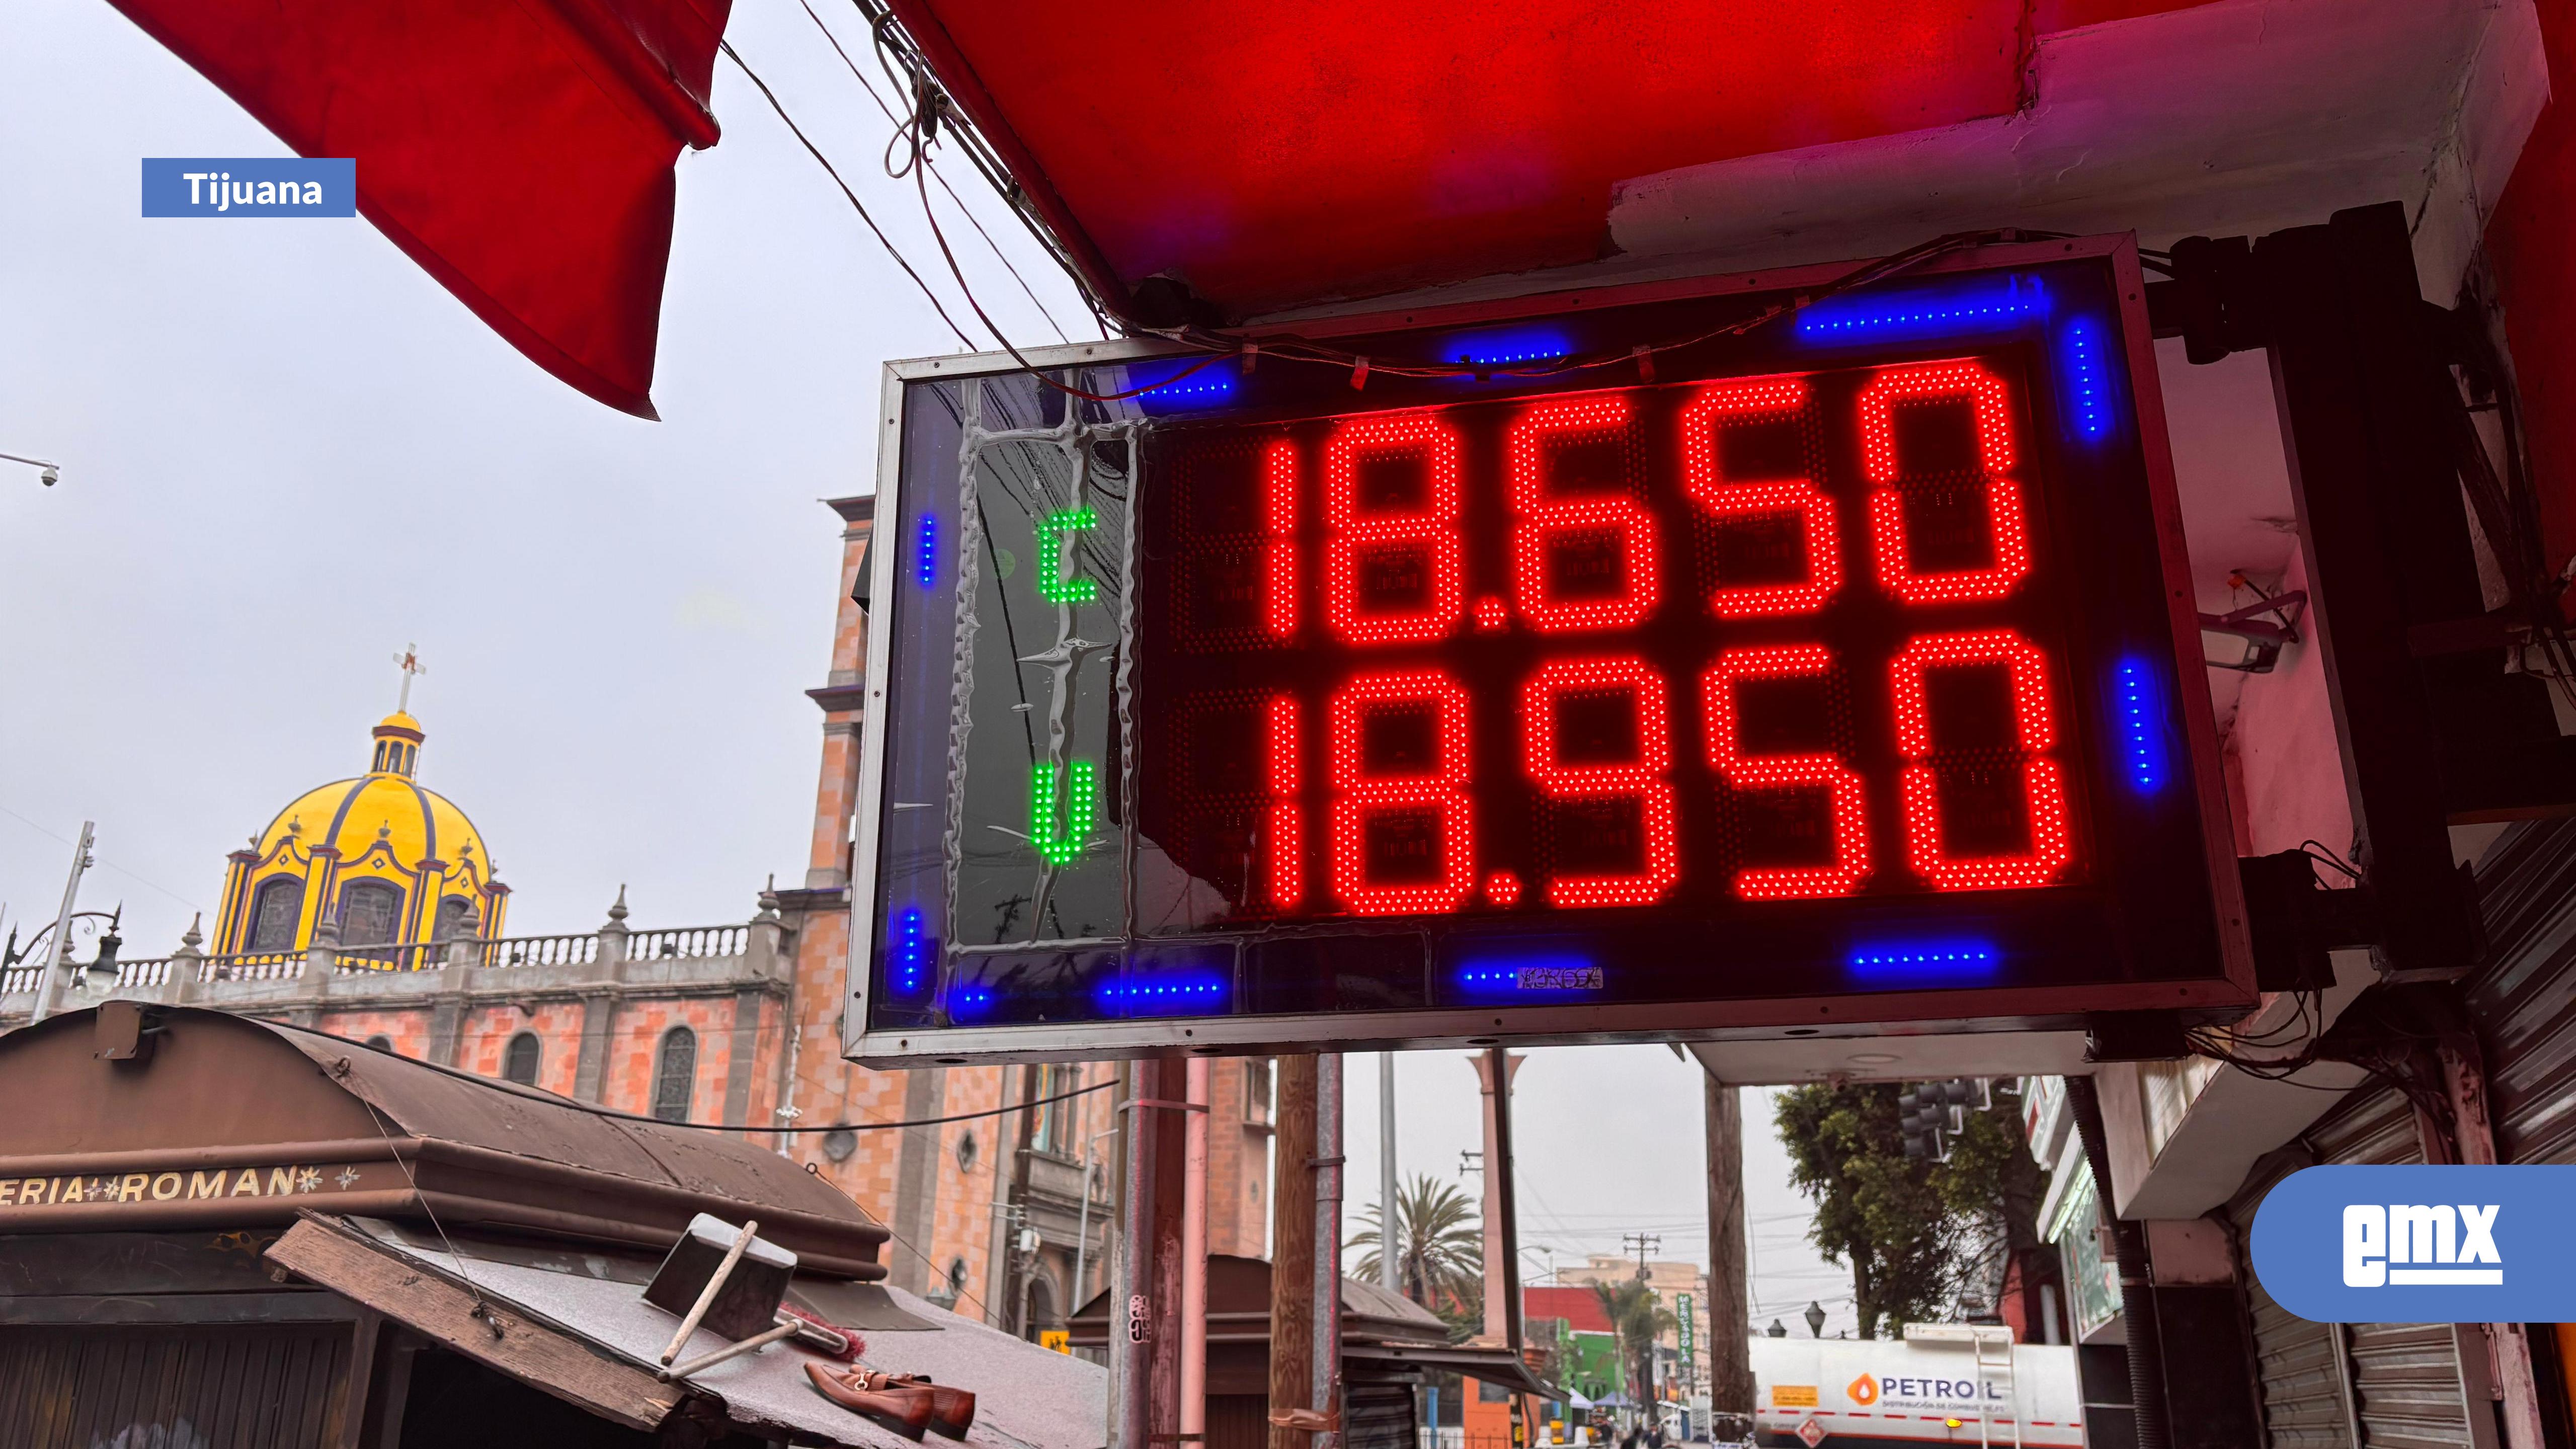 Tijuana
C 18.650
V 18.950
ERIA**ROMAN*
emx
PETROIL